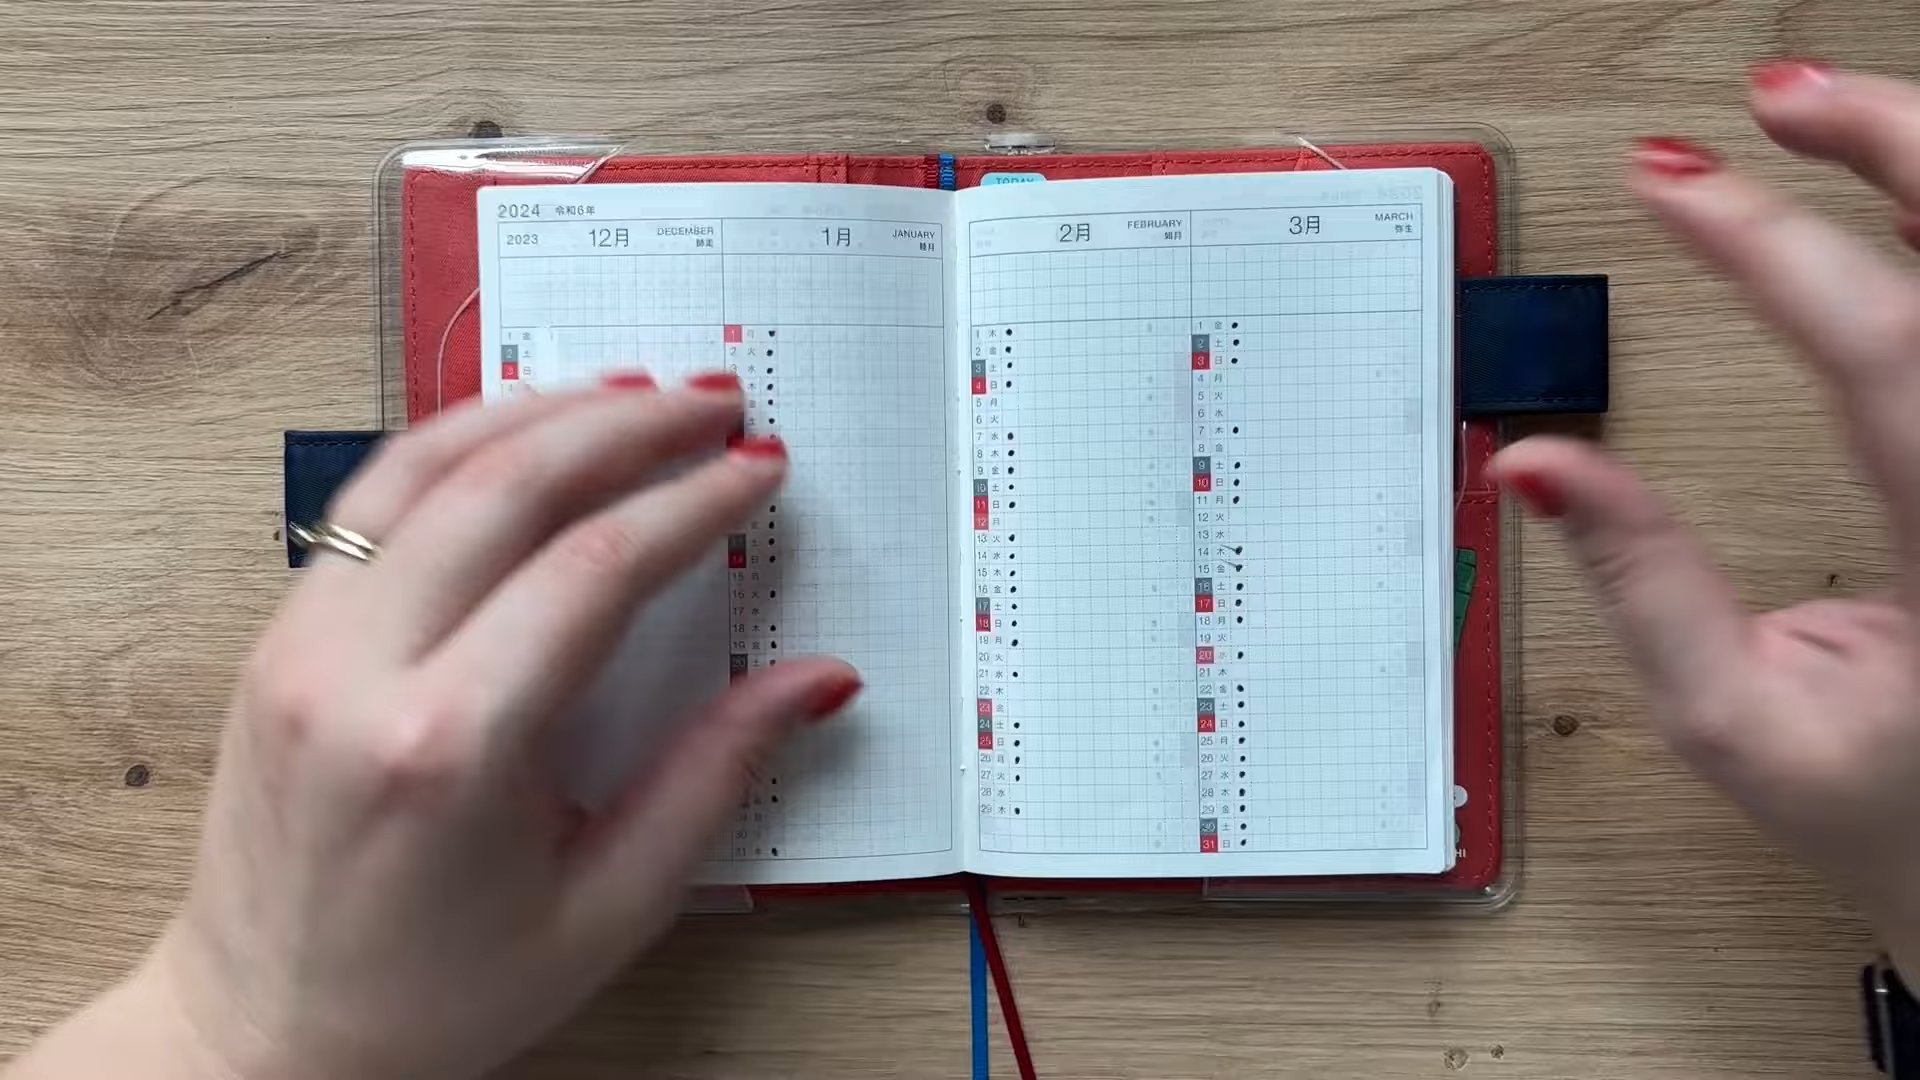 TODAY
2024 令和6年
2023 12月 DECEMBER 師走
1月 JANUARY 睦月
2月 FEBRUARY 如月
3月 MARCH 弥生
1 金
2 土
3 日
1 月
2 火
3 水
木
金
土
土
日
15 月
16 火
17 水
18 木
19 金
20 土
30
31 水
1 木
2 金
3 土
4 日
5 月
6 火
7 水
8 木
9 金
10 土
11 日
12 月
13 火
14 水
15 木
16 金
17 土
18 日
19 月
20 火
21 水
22 木
23 金
24 土
25 日
26 月
27 火
28 水
29 木
1 金
2 土
3 日
4 月
5 火
6 水
7 木
8 金
9 土
10 日
11 月
12 火
13 水
14 木
15 金
16 土
17 日
18 月
19 火
20 水
21 木
22 金
23 土
24 日
25 月
26 火
27 水
28 木
29 金
30 土
31 日
HI